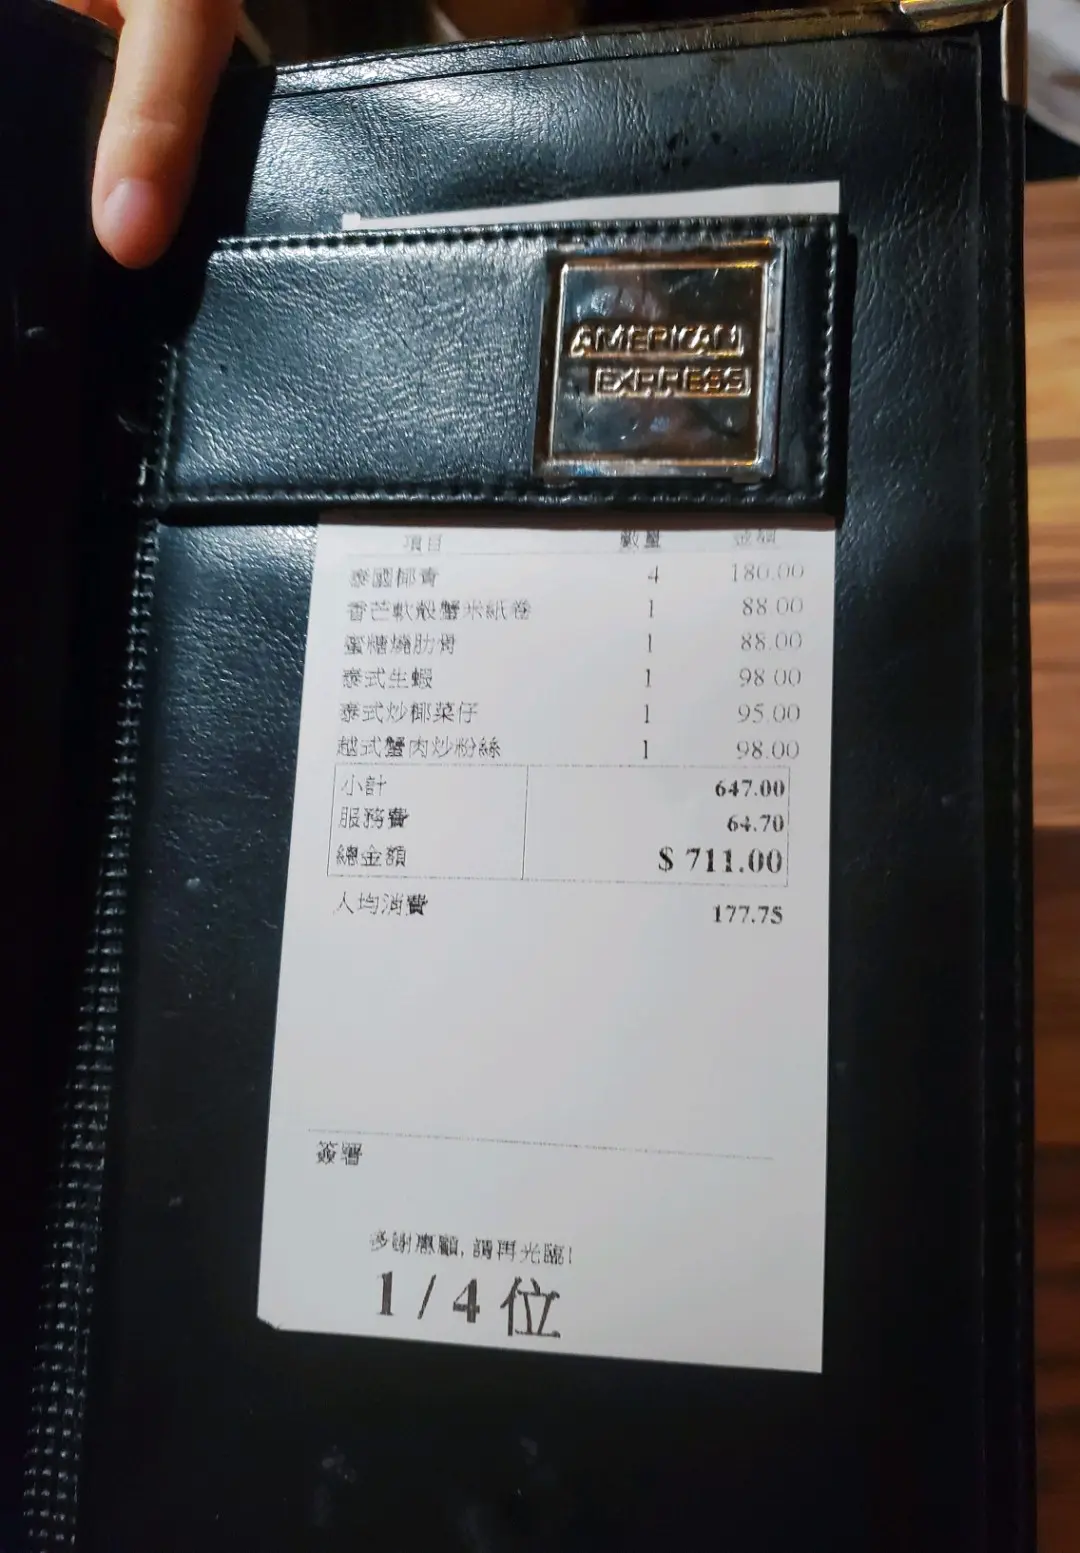 AMERICAN
EXPRESS
項目 數量 金額
泰國椰青 4 180.00
香芒軟殼蟹米紙卷 1 88.00
蜜糖燒肋骨 1 88.00
泰式生蝦 1 98.00
泰式炒椰菜仔 1 95.00
越式蟹肉炒粉絲 1 98.00
小計 647.00
服務費 64.70
總金額 $ 711.00
人均消費 177.75
簽署
多謝惠顧, 請再光臨!
1 / 4 位